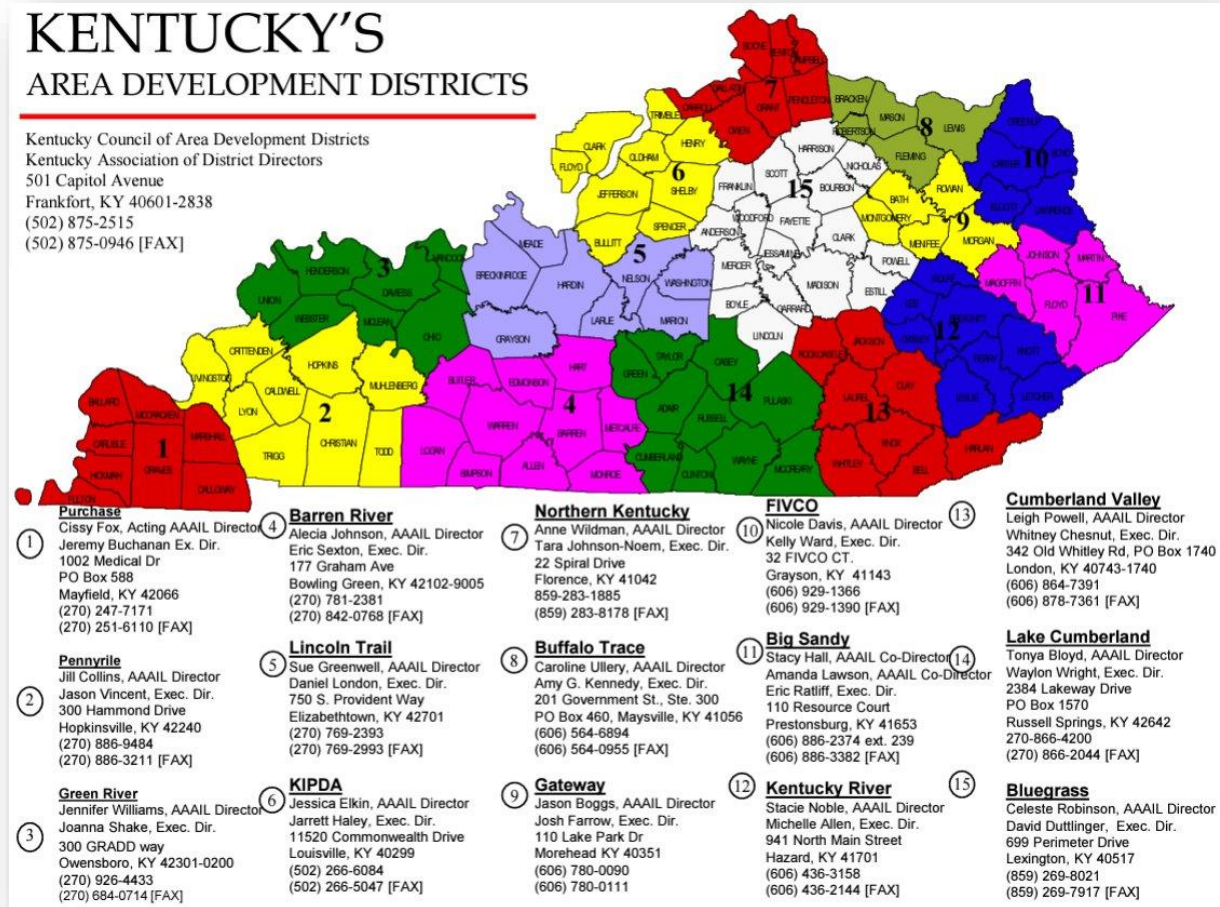 KENTUCKY'S
AREA DEVELOPMENT DISTRICTS
Kentucky Council of Area Development Districts
Kentucky Association of District Directors
501 Capitol Avenue
Frankfort, KY 40601-2838
(502) 875-2515
(502) 875-0946 [FAX]
BOONE
CAMPBELL
7
GRANT
PENDLETON
CARROLL
OWEN
BRACKEN
MASON
8
LEWIS
ROBERTSON
FLEMING
GREENUP
CARTER
10
BOYD
ELLIOTT
LAWRENCE
TRIMBLE
CLARK
FLOYD
OLDHAM
HENRY
6
JEFFERSON
SHELBY
SPENCER
BULLITT
HARRISON
NICHOLAS
SCOTT
15
BOURBON
FRANKLIN
WOODFORD
FAYETTE
ANDERSON
CLARK
JESSAMINE
MERCER
POWELL
MADISON
ESTILL
BOYLE
GARRARD
LINCOLN
ROWAN
BATH
MONTGOMERY
9
MENIFEE
MORGAN
JOHNSON
MARTIN
MAGOFFIN
FLOYD
11
PIKE
MEADE
BRECKINRIDGE
HARDIN
5
NELSON
WASHINGTON
LARUE
MARION
GRAYSON
HENDERSON
3
HANCOCK
DAVIESS
UNION
WEBSTER
MCLEAN
OHIO
WOLFE
LEE
BREATHITT
12
OWSLEY
PERRY
KNOTT
LESLIE
LETCHER
CRITTENDEN
LIVINGSTON
HOPKINS
CALDWELL
MUHLENBERG
LYON
2
CHRISTIAN
TRIGG
TODD
BUTLER
EDMONSON
HART
4
WARREN
BARREN
METCALFE
LOGAN
SIMPSON
ALLEN
MONROE
TAYLOR
CASEY
GREEN
14
PULASKI
ADAIR
RUSSELL
CUMBERLAND
WAYNE
CLINTON
MCCREARY
ROCKCASTLE
JACKSON
CLAY
LAUREL
13
KNOX
WHITLEY
BELL
HARLAN
BALLARD
MCCRACKEN
CARLISLE
1
MARSHALL
HICKMAN
GRAVES
CALLOWAY
FULTON
1
Purchase
Cissy Fox, Acting AAAIL Director
Jeremy Buchanan Ex. Dir.
1002 Medical Dr
PO Box 588
Mayfield, KY 42066
(270) 247-7171
(270) 251-6110 [FAX]
2
Pennyrile
Jill Collins, AAAIL Director
Jason Vincent, Exec. Dir.
300 Hammond Drive
Hopkinsville, KY 42240
(270) 886-9484
(270) 886-3211 [FAX]
3
Green River
Jennifer Williams, AAAIL Director
Joanna Shake, Exec. Dir.
300 GRADD way
Owensboro, KY 42301-0200
(270) 926-4433
(270) 684-0714 [FAX]
4
Barren River
Alecia Johnson, AAAIL Director
Eric Sexton, Exec. Dir.
177 Graham Ave
Bowling Green, KY 42102-9005
(270) 781-2381
(270) 842-0768 [FAX]
5
Lincoln Trail
Sue Greenwell, AAAIL Director
Daniel London, Exec. Dir.
750 S. Provident Way
Elizabethtown, KY 42701
(270) 769-2393
(270) 769-2993 [FAX]
6
KIPDA
Jessica Elkin, AAAIL Director
Jarrett Haley, Exec. Dir.
11520 Commonwealth Drive
Louisville, KY 40299
(502) 266-6084
(502) 266-5047 [FAX]
7
Northern Kentucky
Anne Wildman, AAAIL Director
Tara Johnson-Noem, Exec. Dir.
22 Spiral Drive
Florence, KY 41042
859-283-1885
(859) 283-8178 [FAX]
8
Buffalo Trace
Caroline Ullery, AAAIL Director
Amy G. Kennedy, Exec. Dir.
201 Government St., Ste. 300
PO Box 460, Maysville, KY 41056
(606) 564-6894
(606) 564-0955 [FAX]
9
Gateway
Jason Boggs, AAAIL Director
Josh Farrow, Exec. Dir.
110 Lake Park Dr
Morehead KY 40351
(606) 780-0090
(606) 780-0111
10
FIVCO
Nicole Davis, AAAIL Director
Kelly Ward, Exec. Dir.
32 FIVCO CT.
Grayson, KY 41143
(606) 929-1366
(606) 929-1390 [FAX]
11
Big Sandy
Stacy Hall, AAAIL Co-Director
Amanda Lawson, AAAIL Co-Director
Eric Ratliff, Exec. Dir.
110 Resource Court
Prestonsburg, KY 41653
(606) 886-2374 ext. 239
(606) 886-3382 [FAX]
12
Kentucky River
Stacie Noble, AAAIL Director
Michelle Allen, Exec. Dir.
941 North Main Street
Hazard, KY 41701
(606) 436-3158
(606) 436-2144 [FAX]
13
Cumberland Valley
Leigh Powell, AAAIL Director
Whitney Chesnut, Exec. Dir.
342 Old Whitley Rd, PO Box 1740
London, KY 40743-1740
(606) 864-7391
(606) 878-7361 [FAX]
14
Lake Cumberland
Tonya Bloyd, AAAIL Director
Waylon Wright, Exec. Dir.
2384 Lakeway Drive
PO Box 1570
Russell Springs, KY 42642
270-866-4200
(270) 866-2044 [FAX]
15
Bluegrass
Celeste Robinson, AAAIL Director
David Duttlinger, Exec. Dir.
699 Perimeter Drive
Lexington, KY 40517
(859) 269-8021
(859) 269-7917 [FAX]